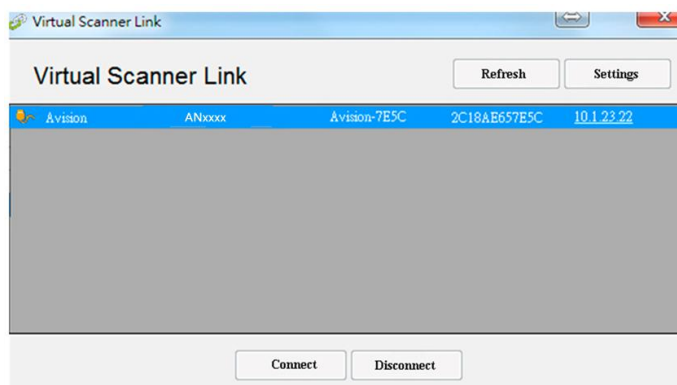 Virtual Scanner Link
Virtual Scanner Link Refresh Settings
Avision ANxxxx Avision-7E5C 2C18AE657E5C 10.1.23.22
Connect Disconnect